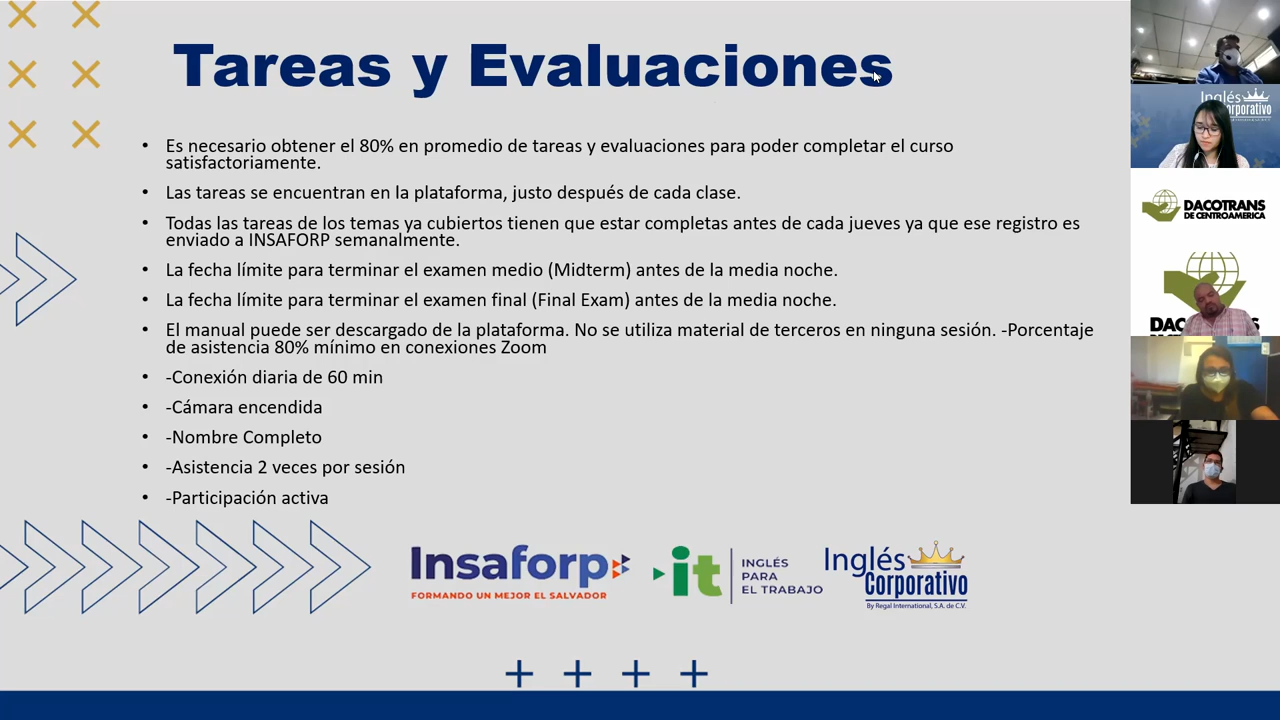 Tareas y Evaluaciones
• Es necesario obtener el 80% en promedio de tareas y evaluaciones para poder completar el curso
satisfactoriamente.
• Las tareas se encuentran en la plataforma, justo después de cada clase.
• Todas las tareas de los temas ya cubiertos tienen que estar completas antes de cada jueves ya que ese registro es
enviado a INSAFORP semanalmente.
• La fecha límite para terminar el examen medio (Midterm) antes de la media noche.
• La fecha límite para terminar el examen final (Final Exam) antes de la media noche.
• El manual puede ser descargado de la plataforma. No se utiliza material de terceros en ninguna sesión. -Porcentaje
de asistencia 80% mínimo en conexiones Zoom
• -Conexión diaria de 60 min
• -Cámara encendida
• -Nombre Completo
• -Asistencia 2 veces por sesión
• -Participación activa
Insaforp
FORMANDO UN MEJOR EL SALVADOR
it
INGLÉS
PARA
EL TRABAJO
Inglés
Corporativo
By Regal International, S.A. de C.V.
Inglés
DACOTRANS
DE CENTROAMERICA